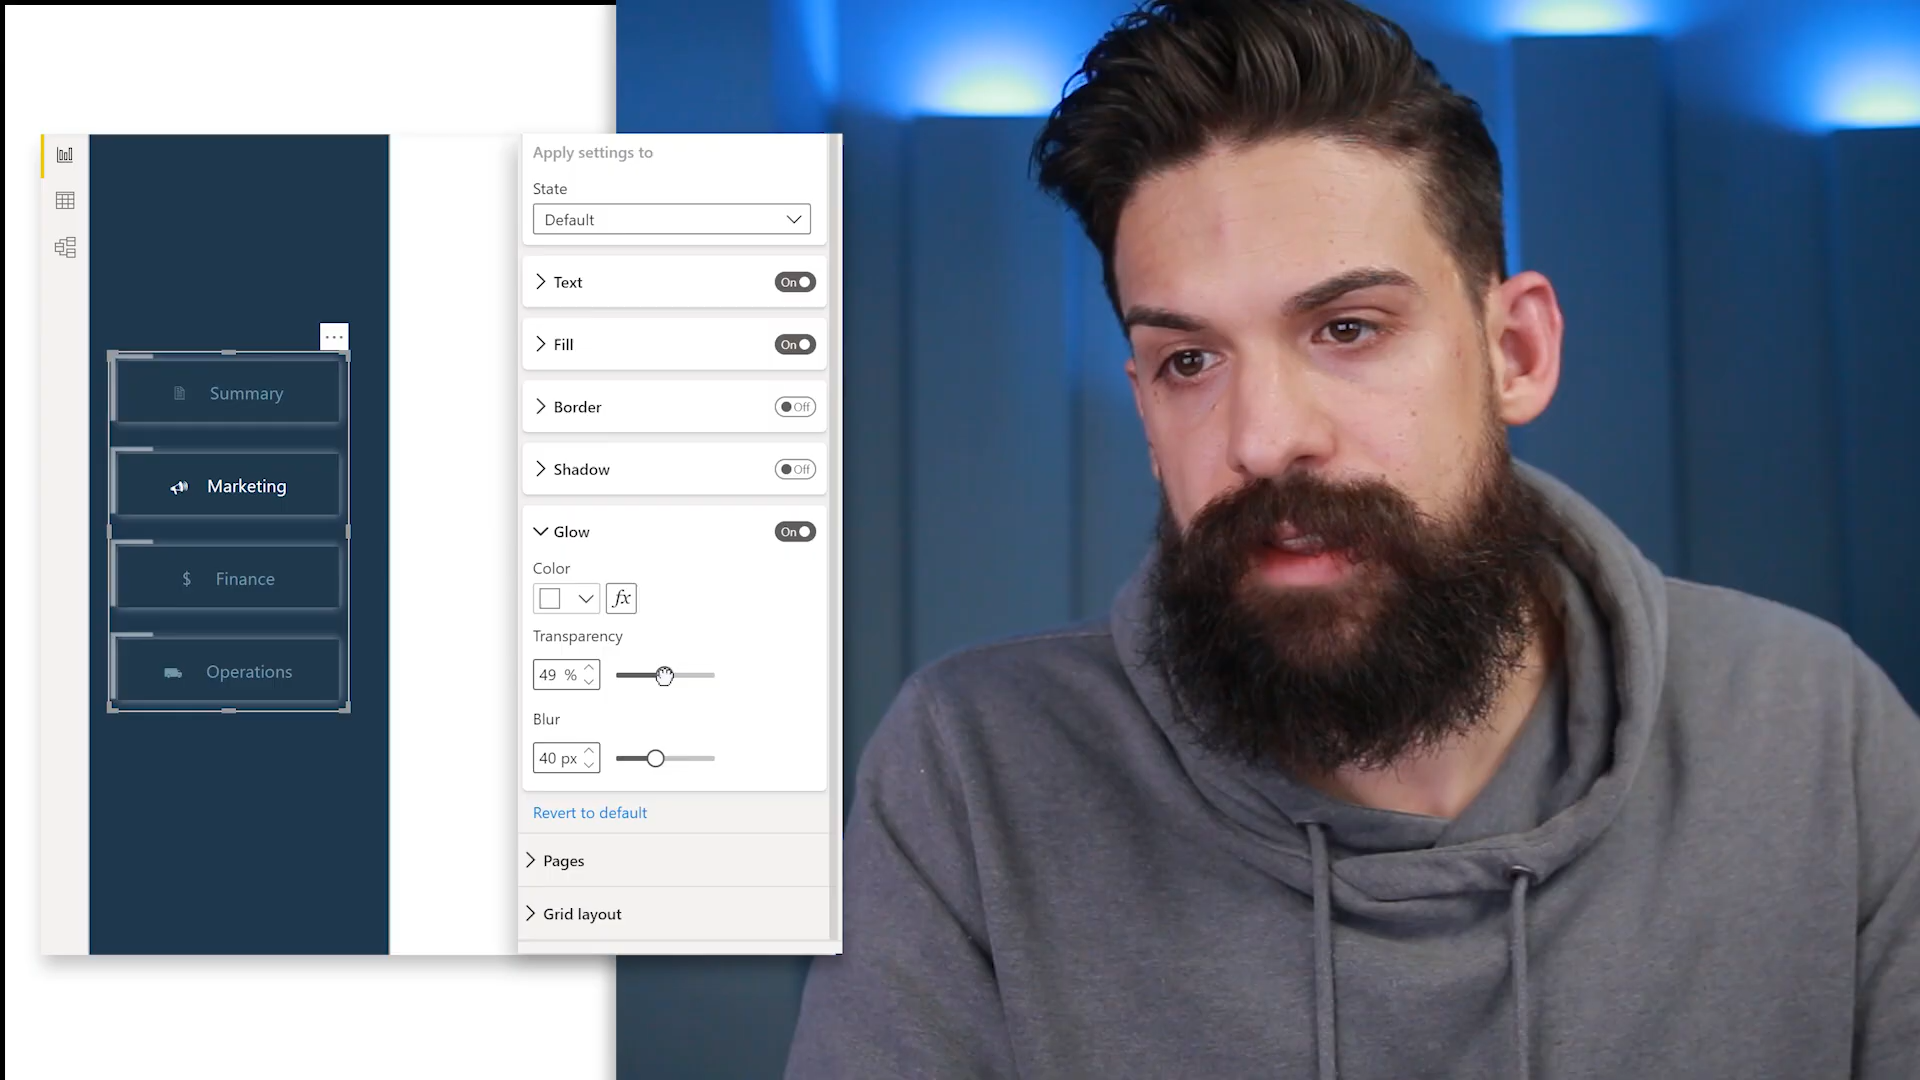 Summary
Marketing
$ Finance
Operations
Apply settings to
State
Default
Text
On
Fill
On
Border
Off
Shadow
Off
Glow
On
Color
fx
Transparency
49 %
Blur
40 px
Revert to default
Pages
Grid layout